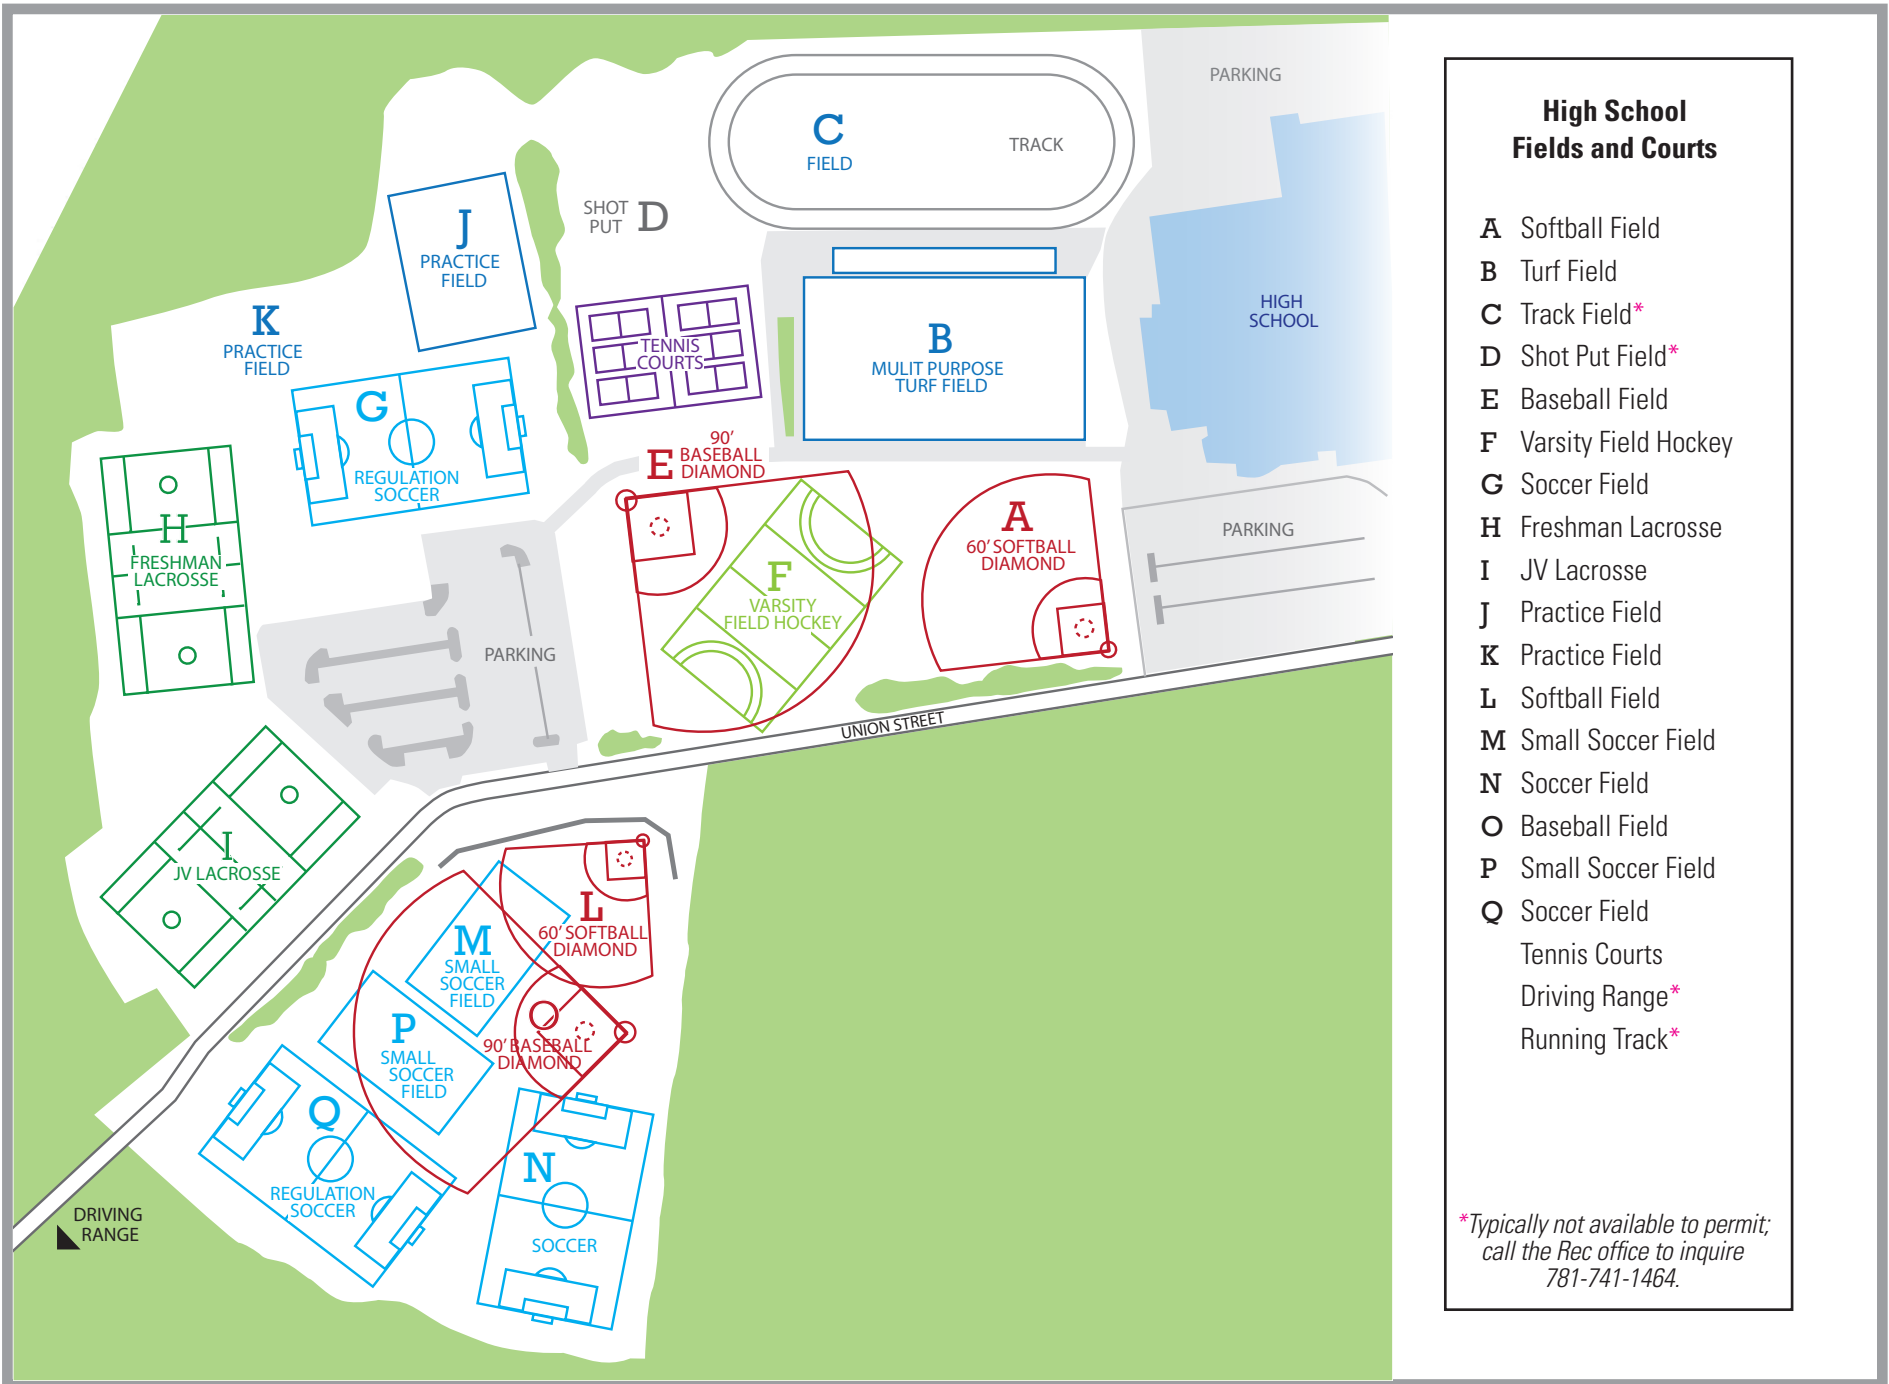 PARKING
C
FIELD
TRACK
SHOT
PUT
D
J
PRACTICE
FIELD
K
PRACTICE
FIELD
HIGH
SCHOOL
TENNIS
COURTS
B
MULIT PURPOSE
TURF FIELD
G
REGULATION
SOCCER
E
90’
BASEBALL
DIAMOND
H
FRESHMAN
LACROSSE
A
60’ SOFTBALL
DIAMOND
PARKING
F
VARSITY
FIELD HOCKEY
PARKING
UNION STREET
I
JV LACROSSE
L
60’ SOFTBALL
DIAMOND
M
SMALL
SOCCER
FIELD
O
90’ BASEBALL
DIAMOND
P
SMALL
SOCCER
FIELD
Q
REGULATION
SOCCER
N
SOCCER
DRIVING
RANGE
High School
Fields and Courts
A Softball Field
B Turf Field
C Track Field*
D Shot Put Field*
E Baseball Field
F Varsity Field Hockey
G Soccer Field
H Freshman Lacrosse
I JV Lacrosse
J Practice Field
K Practice Field
L Softball Field
M Small Soccer Field
N Soccer Field
O Baseball Field
P Small Soccer Field
Q Soccer Field
Tennis Courts
Driving Range*
Running Track*
*Typically not available to permit;
call the Rec office to inquire
781-741-1464.